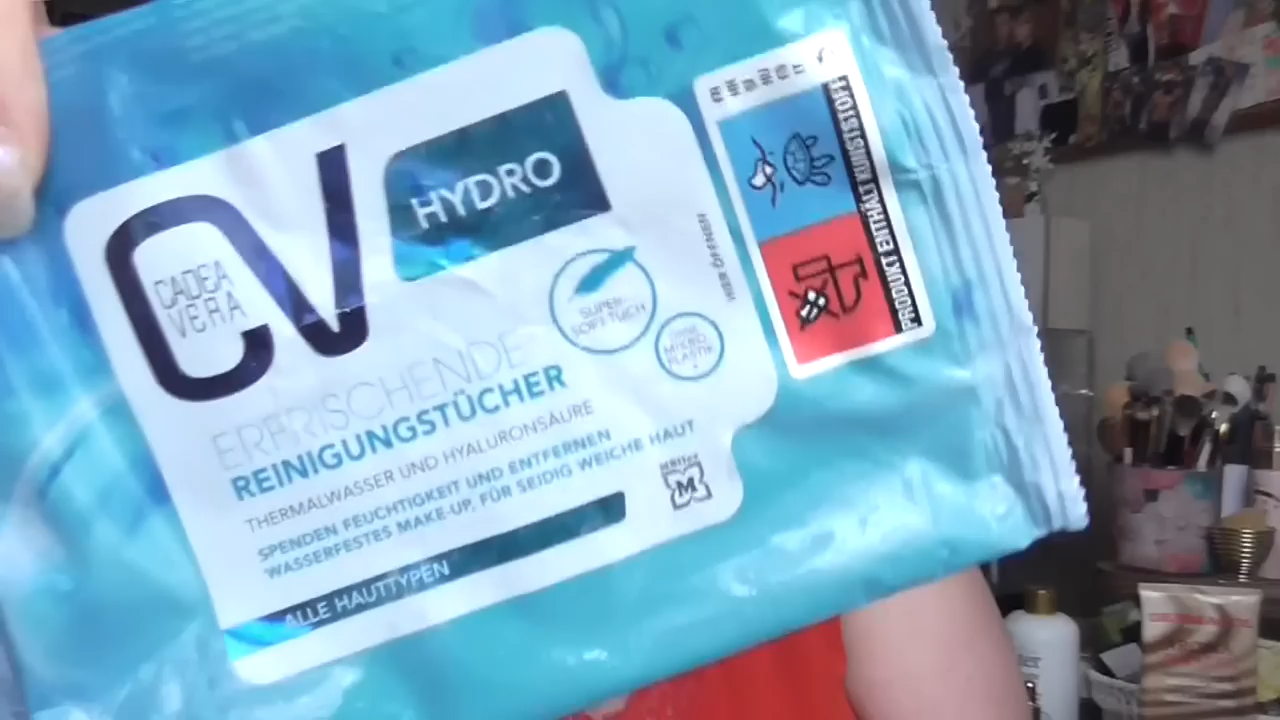 CV
CADEA
VERA
HYDRO
SUPER-
SOFT-TUCH
OHNE
MIKRO
PLASTIK
HIER ÖFFNEN
ERFRISCHENDE
REINIGUNGSTÜCHER
THERMALWASSER UND HYALURONSÄURE
SPENDEN FEUCHTIGKEIT UND ENTFERNEN
WASSERFESTES MAKE-UP, FÜR SEIDIG WEICHE HAUT
ALLE HAUTTYPEN
Müller
M
PRODUKT ENTHÄLT KUNSTSTOFF